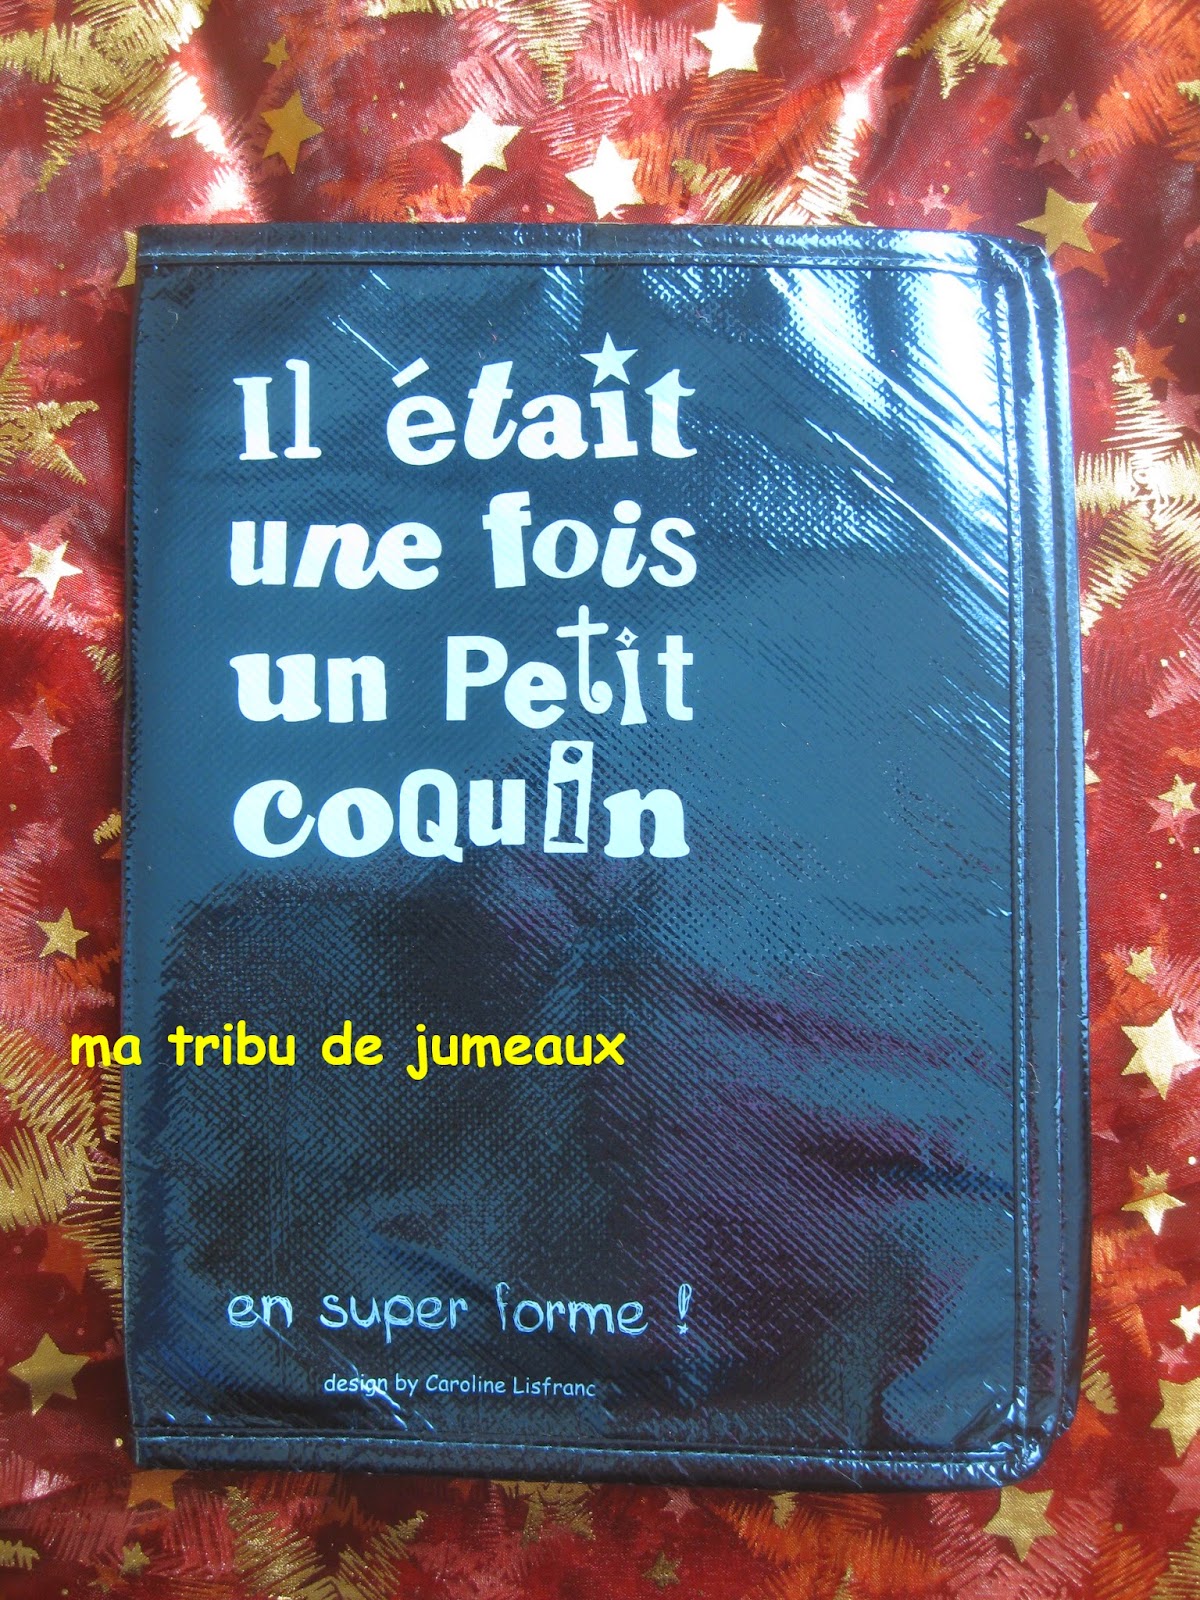 Il était
une fois
un Petit
coQuin
ma tribu de jumeaux
en super forme !
design by Caroline Lisfranc